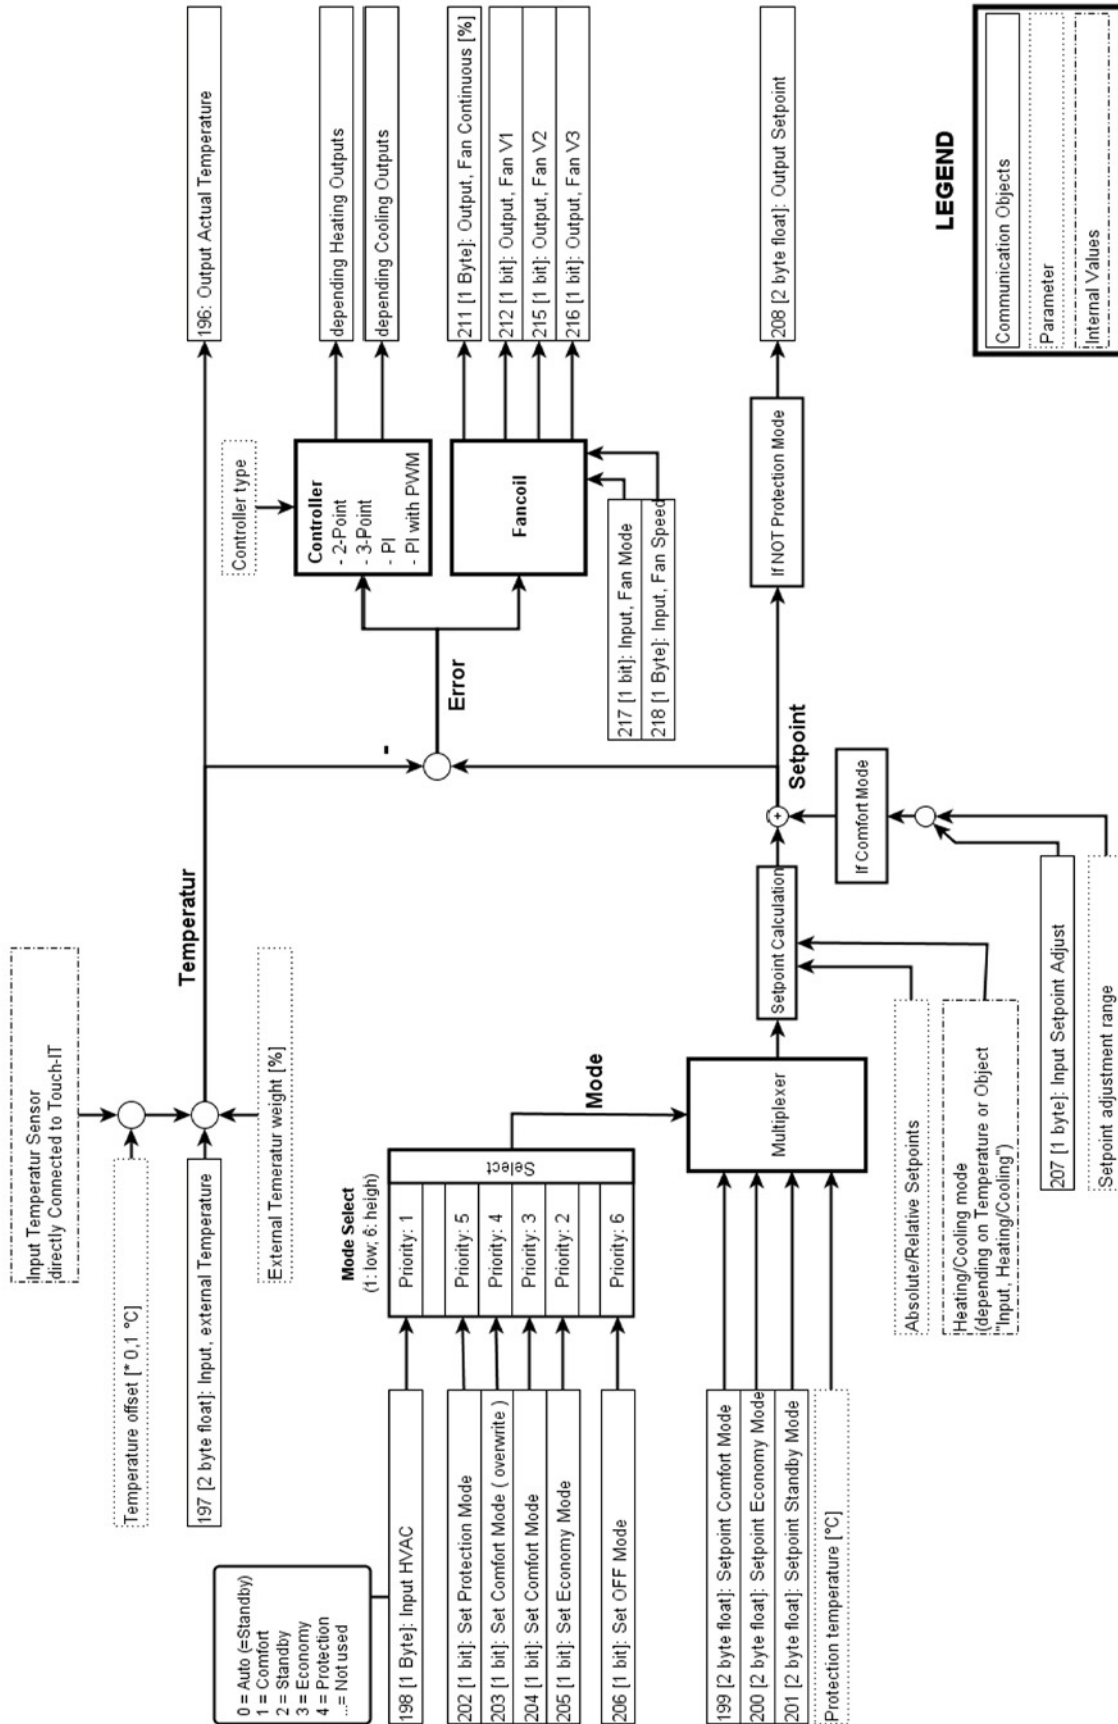 Input Temperatur Sensor
directly Connected to Touch-IT
Temperature offset [* 0,1 °C]
197 [2 byte float]: Input, external Temperature
External Temerature weight [%]
Temperatur
196: Output Actual Temperature
0 = Auto (=Standby)
1 = Comfort
2 = Standby
3 = Economy
4 = Protection
...= Not used
198 [1 Byte]: Input HVAC
202 [1 bit]: Set Protection Mode
203 [1 bit]: Set Comfort Mode ( overwrite )
204 [1 bit]: Set Comfort Mode
205 [1 bit]: Set Economy Mode
206 [1 bit]: Set OFF Mode
Mode Select
(1: low; 6: heigh)
Priority: 1
Priority: 5
Priority: 4
Priority: 3
Priority: 2
Priority: 6
Select
Mode
199 [2 byte float]: Setpoint Comfort Mode
200 [2 byte float]: Setpoint Economy Mode
201 [2 byte float]: Setpoint Standby Mode
Protection temperature [°C]
Multiplexer
Setpoint Calculation
Absolute/Relative Setpoints
Heating/Cooling mode
(depending on Temperature or Object
"Input, Heating/Cooling")
207 [1 byte]: Input Setpoint Adjust
Setpoint adjustment range
If Comfort Mode
+
Setpoint
-
Error
Controller type
Controller
- 2-Point
- 3-Point
- PI
- PI with PWM
depending Heating Outputs
depending Cooling Outputs
Fancoil
217 [1 bit]: Input, Fan Mode
218 [1 Byte]: Input, Fan Speed
211 [1 Byte]: Output, Fan Continuous [%]
212 [1 bit]: Output, Fan V1
215 [1 bit]: Output, Fan V2
216 [1 bit]: Output, Fan V3
If NOT Protection Mode
208 [2 byte float]: Output Setpoint
LEGEND
Communication Objects
Parameter
Internal Values